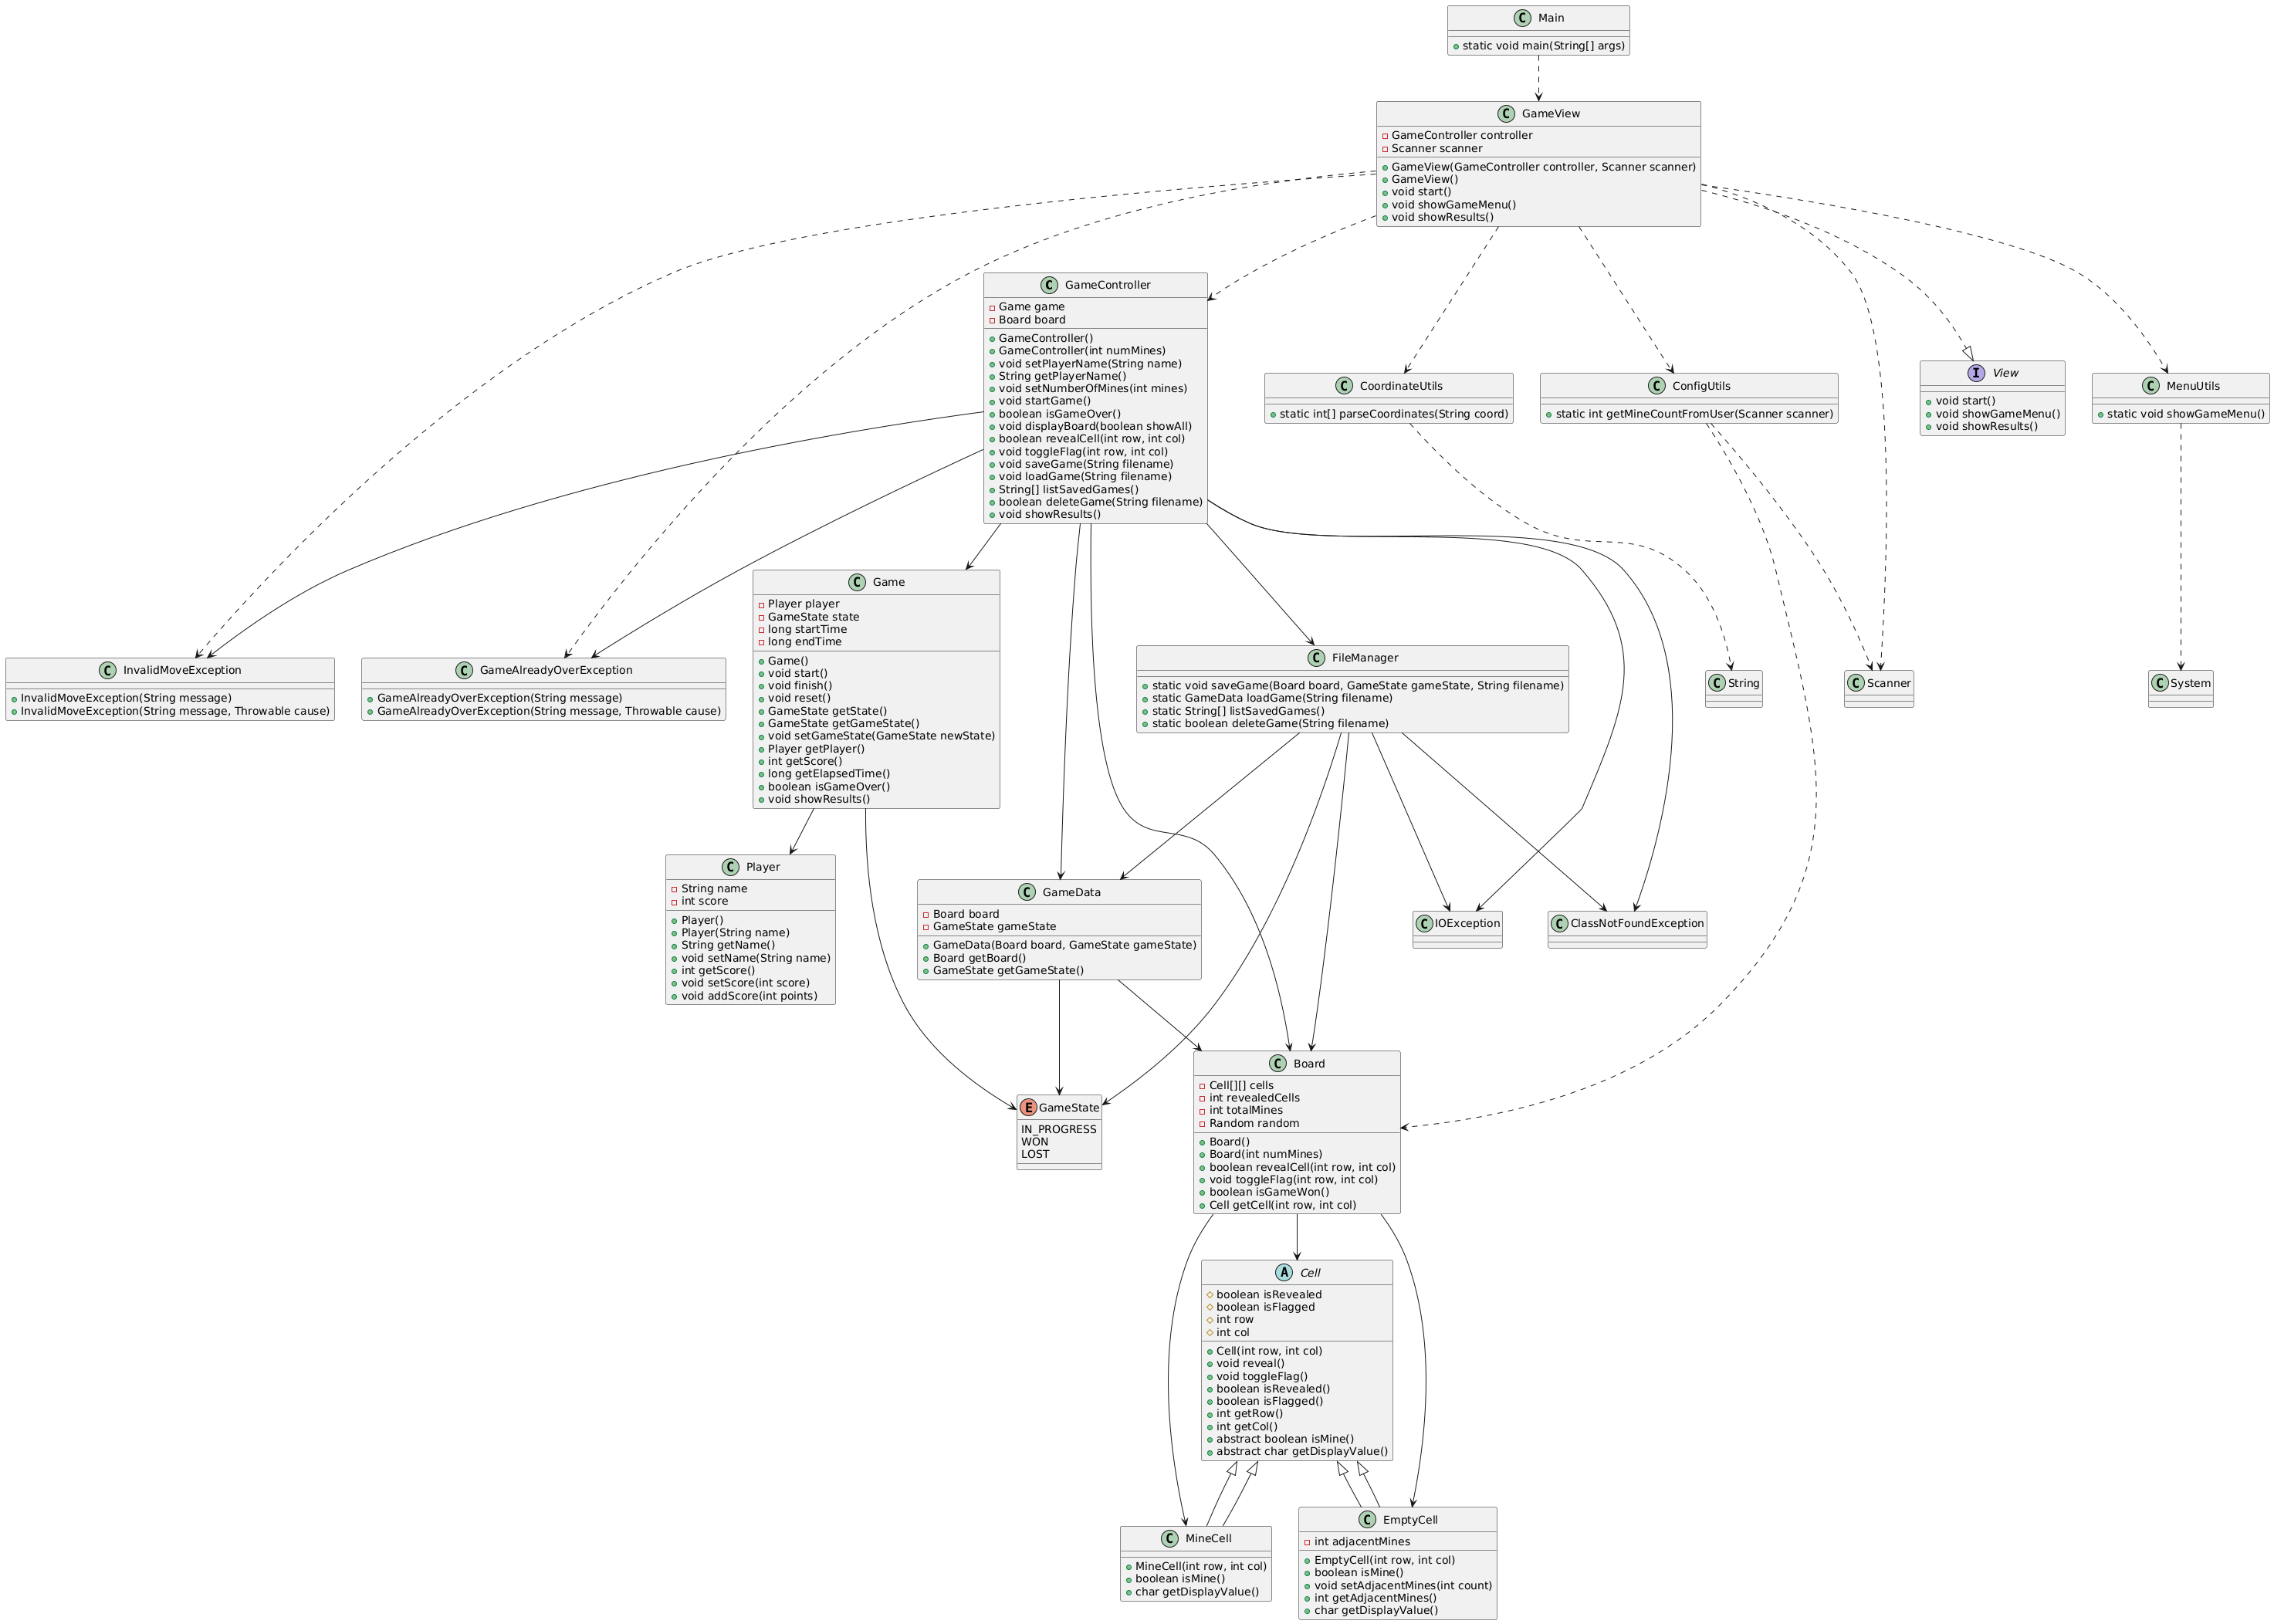 C Main
static void main(String[] args)
C GameView
GameController controller
Scanner scanner
GameView(GameController controller, Scanner scanner)
GameView()
void start()
void showGameMenu()
void showResults()
C GameController
Game game
Board board
GameController()
GameController(int numMines)
void setPlayerName(String name)
String getPlayerName()
void setNumberOfMines(int mines)
void startGame()
boolean isGameOver()
void displayBoard(boolean showAll)
boolean revealCell(int row, int col)
void toggleFlag(int row, int col)
void saveGame(String filename)
void loadGame(String filename)
String[] listSavedGames()
boolean deleteGame(String filename)
void showResults()
C CoordinateUtils
static int[] parseCoordinates(String coord)
C ConfigUtils
static int getMineCountFromUser(Scanner scanner)
I View
void start()
void showGameMenu()
void showResults()
C MenuUtils
static void showGameMenu()
C InvalidMoveException
InvalidMoveException(String message)
InvalidMoveException(String message, Throwable cause)
C GameAlreadyOverException
GameAlreadyOverException(String message)
GameAlreadyOverException(String message, Throwable cause)
C Game
Player player
GameState state
long startTime
long endTime
Game()
void start()
void finish()
void reset()
GameState getState()
GameState getGameState()
void setGameState(GameState newState)
Player getPlayer()
int getScore()
long getElapsedTime()
boolean isGameOver()
void showResults()
C FileManager
static void saveGame(Board board, GameState gameState, String filename)
static GameData loadGame(String filename)
static String[] listSavedGames()
static boolean deleteGame(String filename)
C String
C Scanner
C System
C Player
String name
int score
Player()
Player(String name)
String getName()
void setName(String name)
int getScore()
void setScore(int score)
void addScore(int points)
C GameData
Board board
GameState gameState
GameData(Board board, GameState gameState)
Board getBoard()
GameState getGameState()
C IOException
C ClassNotFoundException
E GameState
IN_PROGRESS
WON
LOST
C Board
Cell[][] cells
int revealedCells
int totalMines
Random random
Board()
Board(int numMines)
boolean revealCell(int row, int col)
void toggleFlag(int row, int col)
boolean isGameWon()
Cell getCell(int row, int col)
A Cell
boolean isRevealed
boolean isFlagged
int row
int col
Cell(int row, int col)
void reveal()
void toggleFlag()
boolean isRevealed()
boolean isFlagged()
int getRow()
int getCol()
abstract boolean isMine()
abstract char getDisplayValue()
C MineCell
MineCell(int row, int col)
boolean isMine()
char getDisplayValue()
C EmptyCell
int adjacentMines
EmptyCell(int row, int col)
boolean isMine()
void setAdjacentMines(int count)
int getAdjacentMines()
char getDisplayValue()